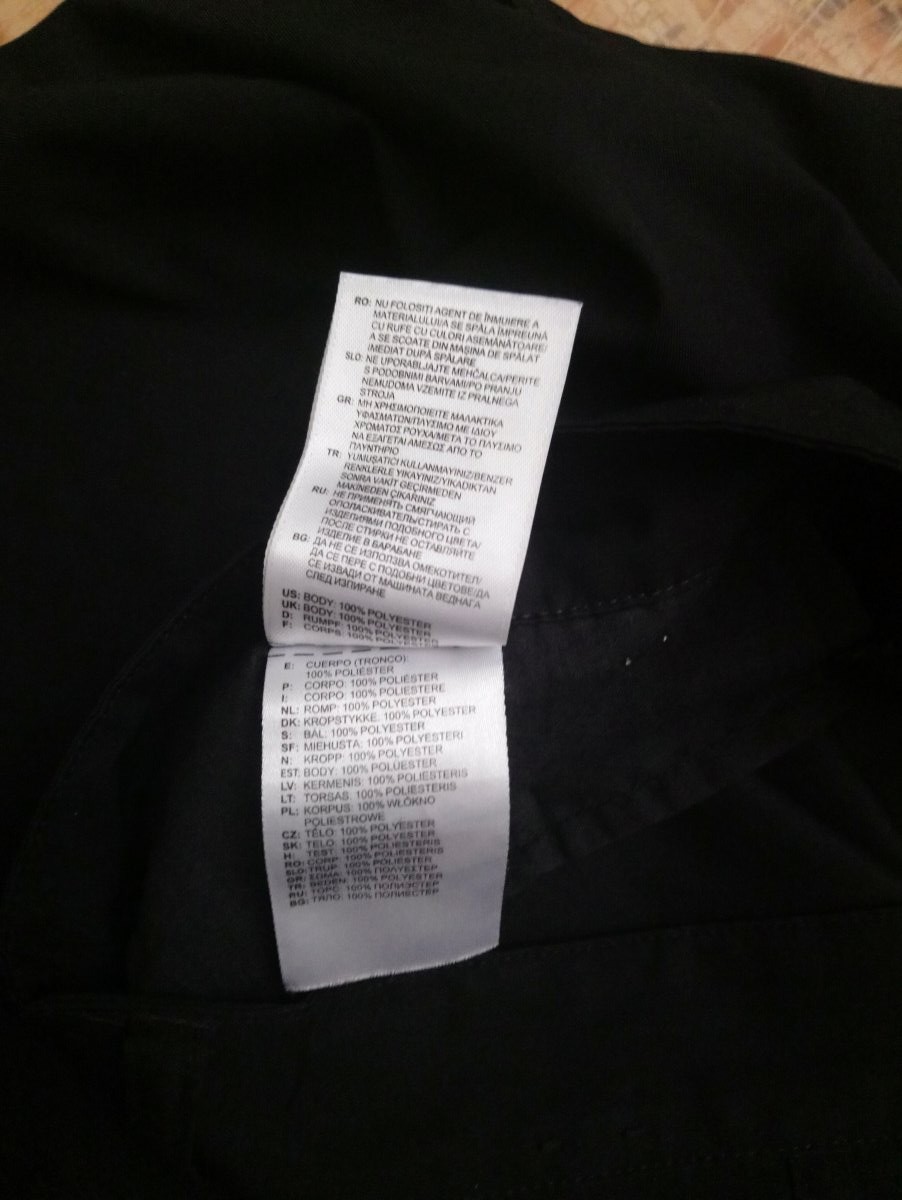 RO: NU FOLOSITI AGENT DE ÎNMUIERE A
MATERIALULUI/A SE SPĂLA ÎMPREUNĂ
CU RUFE CU CULORI ASEMĂNĂTOARE/
A SE SCOATE DIN MAȘINA DE SPĂLAT
IMEDIAT DUPĂ SPĂLARE
SLO: NE UPORABLJAJTE MEHČALCA/PERITE
S PODOBNIMI BARVAMI/PO PRANJU
NEMUDOMA VZEMITE IZ PRALNEGA
STROJA
GR: ΜΗ ΧΡΗΣΙΜΟΠΟΙΕΙΤΕ ΜΑΛΑΚΤΙΚΑ
ΥΦΑΣΜΑΤΩΝ/ΠΛΥΣΙΜΟ ΜΕ ΙΔΙΟΥ
ΧΡΩΜΑΤΟΣ ΡΟΥΧΑ/ΜΕΤΑ ΤΟ ΠΛΥΣΙΜΟ
ΝΑ ΕΞΑΓΕΤΑΙ ΑΜΕΣΩΣ ΑΠΟ ΤΟ
ΠΛΥΝΤΗΡΙΟ
TR: YUMUŞATICI KULLANMAYINIZ/BENZER
RENKLERLE YIKAYINIZ/YIKADIKTAN
SONRA VAKİT GEÇİRMEDEN
MAKİNEDEN ÇIKARINIZ
RU: НЕ ПРИМЕНЯТЬ СМЯГЧАЮЩИЙ
ОПОЛАСКИВАТЕЛЬ/СТИРАТЬ С
ИЗДЕЛИЯМИ ПОДОБНОГО ЦВЕТА/
ПОСЛЕ СТИРКИ НЕ ОСТАВЛЯЙТЕ
ИЗДЕЛИЕ В БАРАБАНЕ
BG: ДА НЕ СЕ ИЗПОЛЗВА ОМЕКОТИТЕЛ/
ДА СЕ ПЕРЕ С ПОДОБНИ ЦВЕТОВЕ/ДА
СЕ ИЗВАДИ ОТ МАШИНАТА ВЕДНАГА
СЛЕД ИЗПИРАНЕ
US: BODY: 100% POLYESTER
UK: BODY: 100% POLYESTER
D: RUMPF: 100% POLYESTER
F: CORPS: 100% POLYESTER
E: CUERPO (TRONCO):
100% POLIÉSTER
P: CORPO: 100% POLIÉSTER
I: CORPO: 100% POLIESTERE
NL: ROMP: 100% POLYESTER
DK: KROPSTYKKE: 100% POLYESTER
S: BÅL: 100% POLYESTER
SF: MIEHUSTA: 100% POLYESTERI
N: KROPP: 100% POLYESTER
EST: BODY: 100% POLUESTER
LV: KERMENIS: 100% POLIESTERIS
LT: TORSAS: 100% POLIESTERIS
PL: KORPUS: 100% WŁÓKNO
POLIESTROWE
CZ: TĚLO: 100% POLYESTER
SK: TELO: 100% POLYESTER
H: TEST: 100% POLIESTERIS
RO: CORP: 100% POLIESTER
SLO: TRUP: 100% POLIESTER
GR: ΣΩΜΑ: 100% ΠΟΛΥΕΣΤΕΡ
TR: BEDEN: 100% POLYESTER
RU: ТОРС: 100% ПОЛИЭСТЕР
BG: ТЯЛО: 100% ПОЛИЕСТЕР